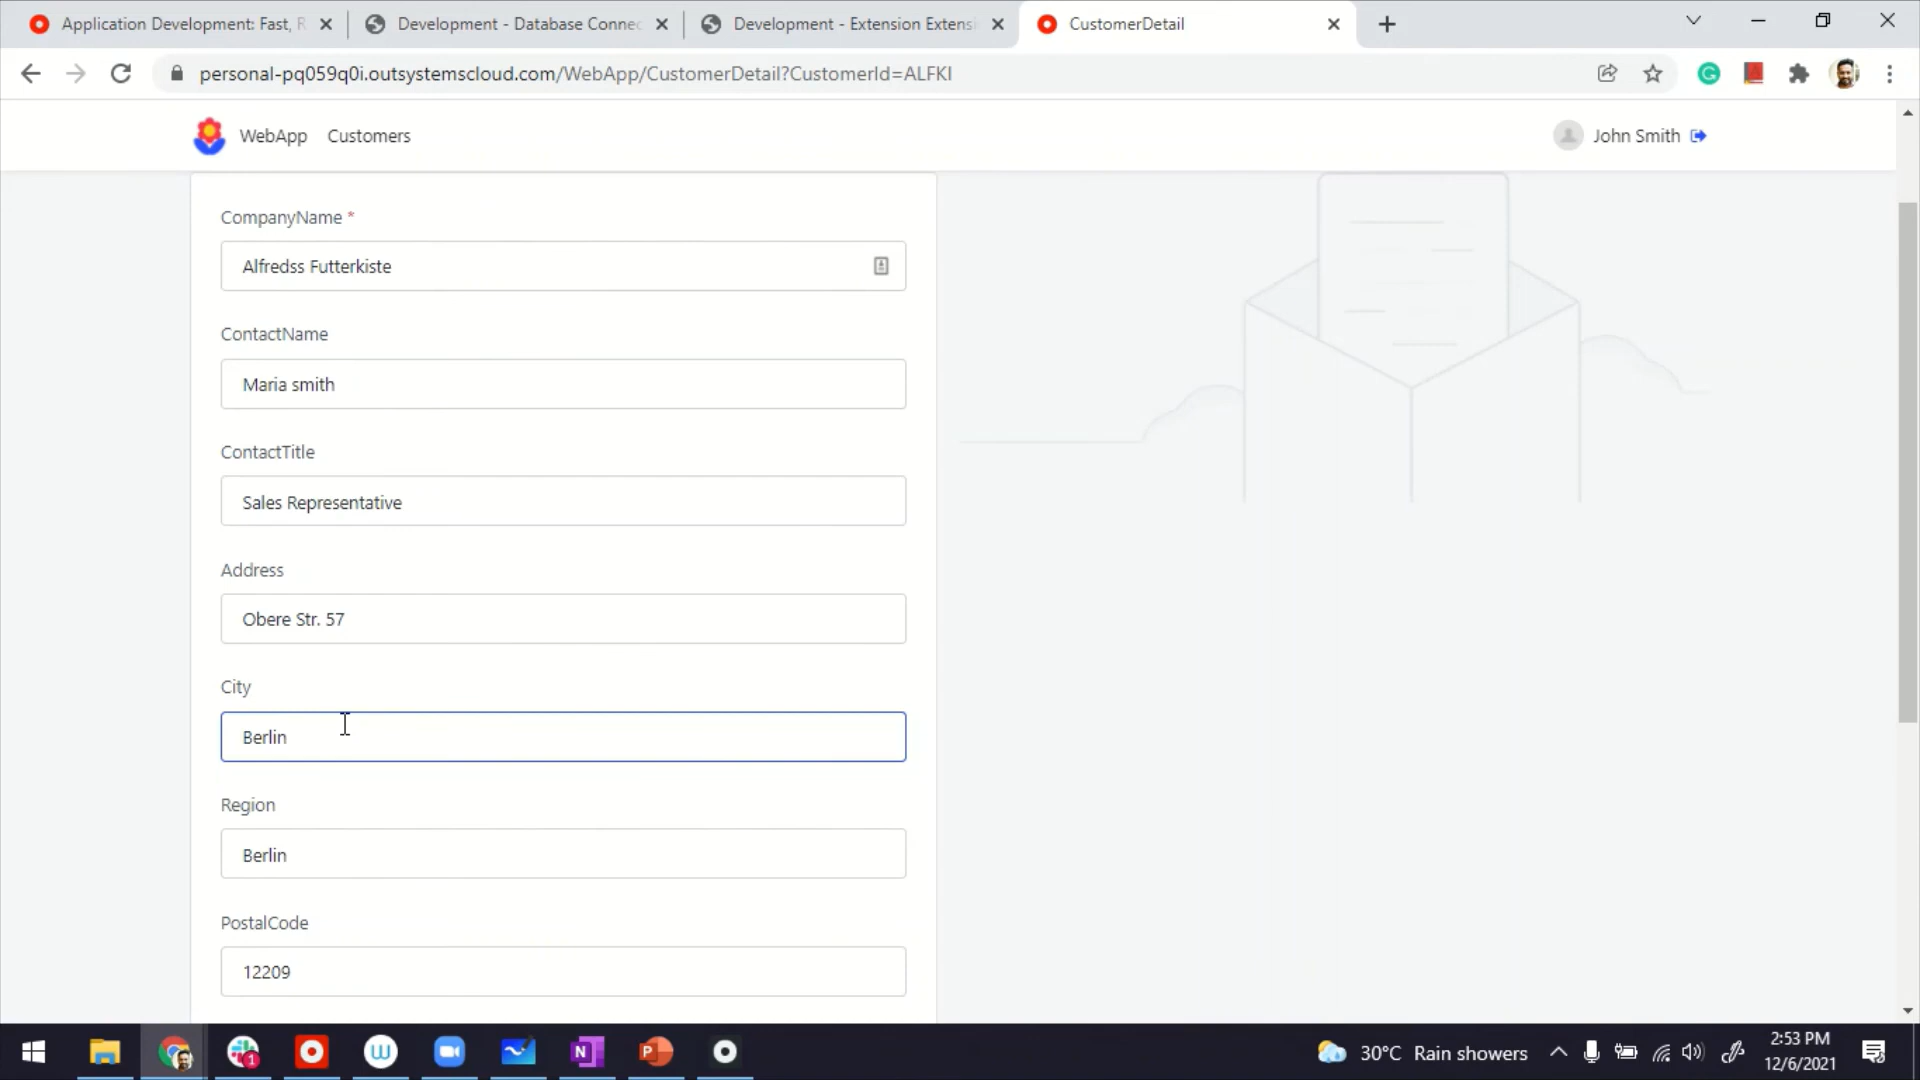 Application Development: Fast, R
Development - Database Connec
Development - Extension Extensi
CustomerDetail
personal-pq059q0i.outsystemscloud.com/WebApp/CustomerDetail?CustomerId=ALFKI
WebApp Customers
John Smith
CompanyName *
Alfredss Futterkiste
ContactName
Maria smith
ContactTitle
Sales Representative
Address
Obere Str. 57
City
Berlin
Region
Berlin
PostalCode
12209
30°C Rain showers
2:53 PM
12/6/2021